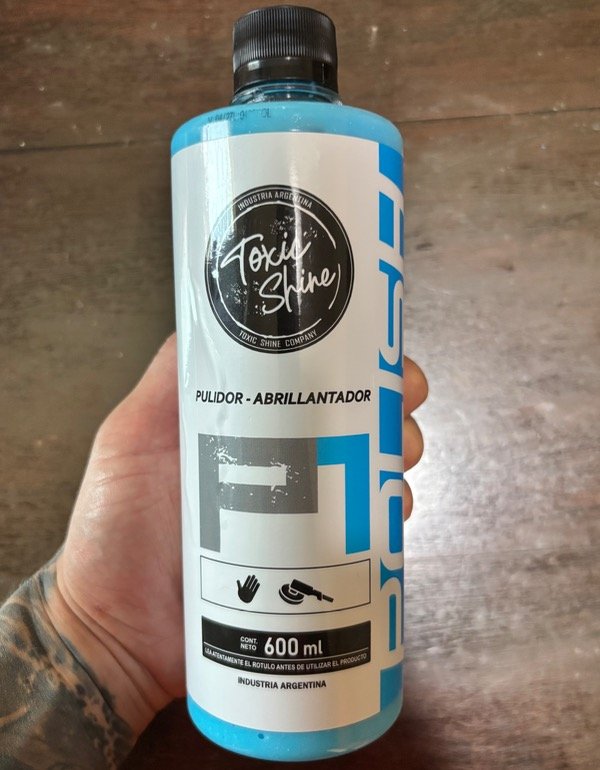 INDUSTRIA ARGENTINA
Toxic
Shine
TOXIC SHINE COMPANY
PULIDOR - ABRILLANTADOR
CONT.
NETO
600 ml
LEA ATENTAMENTE EL ROTULO ANTES DE UTILIZAR EL PRODUCTO
INDUSTRIA ARGENTINA
POLISH